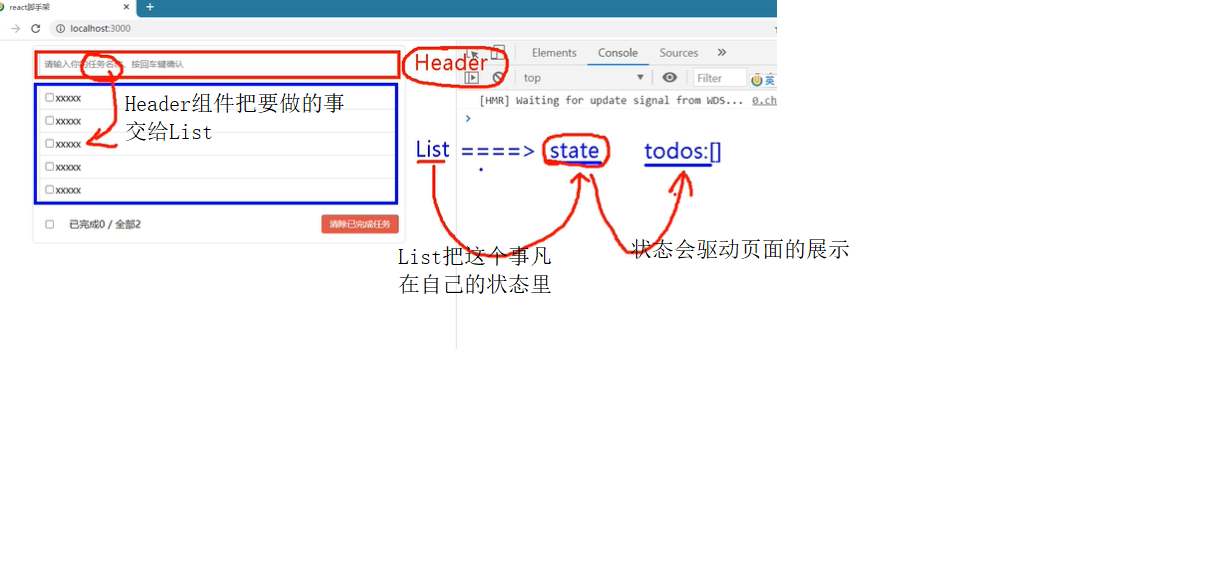 react脚手架
localhost:3000
请输入你的任务名称，按回车键确认
Header
Elements Console Sources »
top
Filter
英
[HMR] Waiting for update signal from WDS... 0.ch
xxxxx
xxxxx
xxxxx
xxxxx
xxxxx
Header组件把要做的事
交给List
List ====> state todos:[]
已完成0 / 全部2
清除已完成任务
List把这个事凡
在自己的状态里
状态会驱动页面的展示